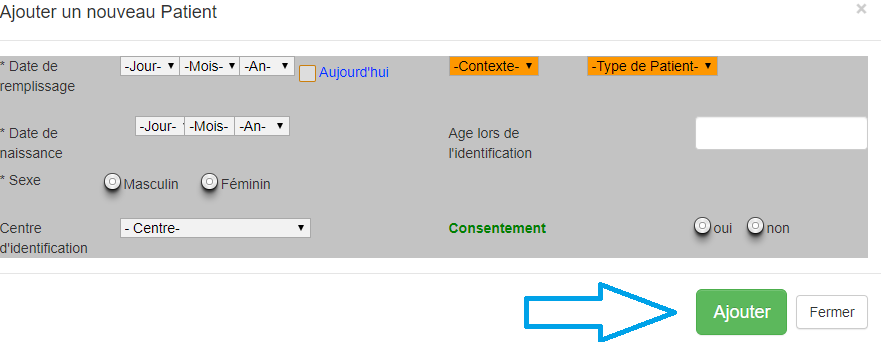 Ajouter un nouveau Patient ×
* Date de remplissage -Jour- -Mois- -An- Aujourd'hui -Contexte- -Type de Patient-
* Date de naissance -Jour- -Mois- -An- Age lors de l'identification
* Sexe Masculin Féminin
Centre d'identification - Centre- Consentement oui non
Ajouter Fermer